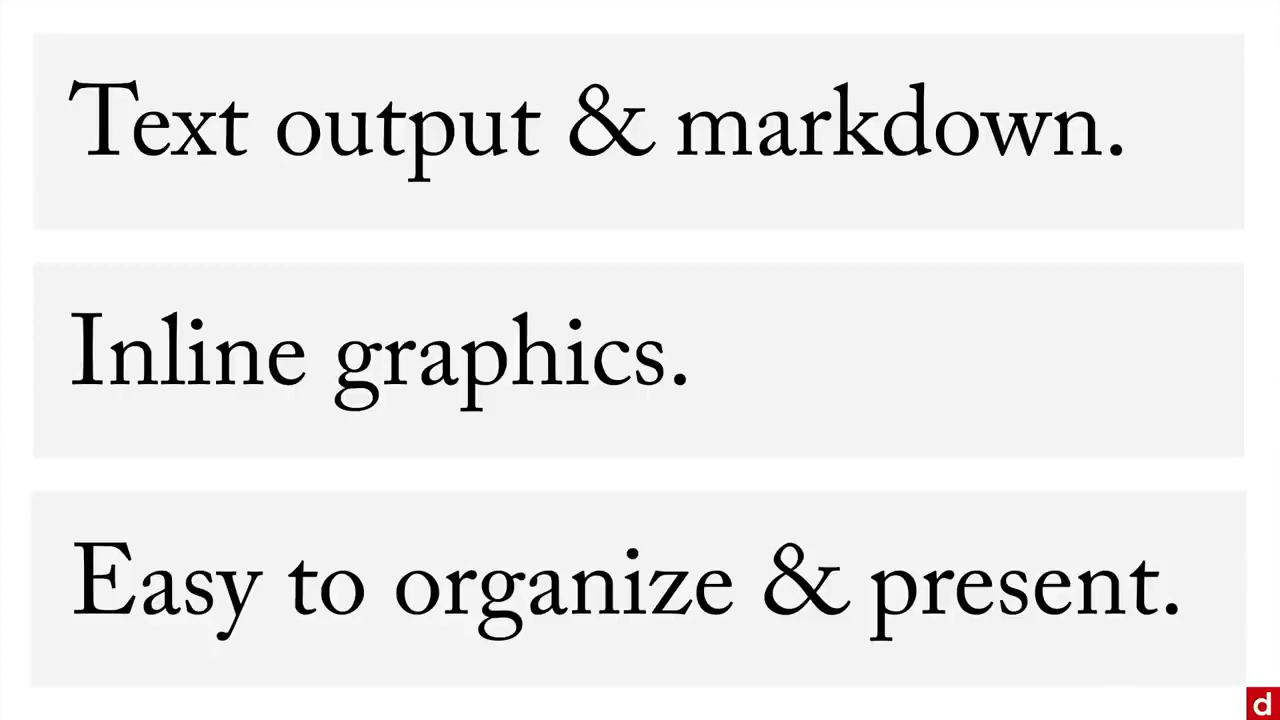 Text output & markdown.
Inline graphics.
Easy to organize & present.
d